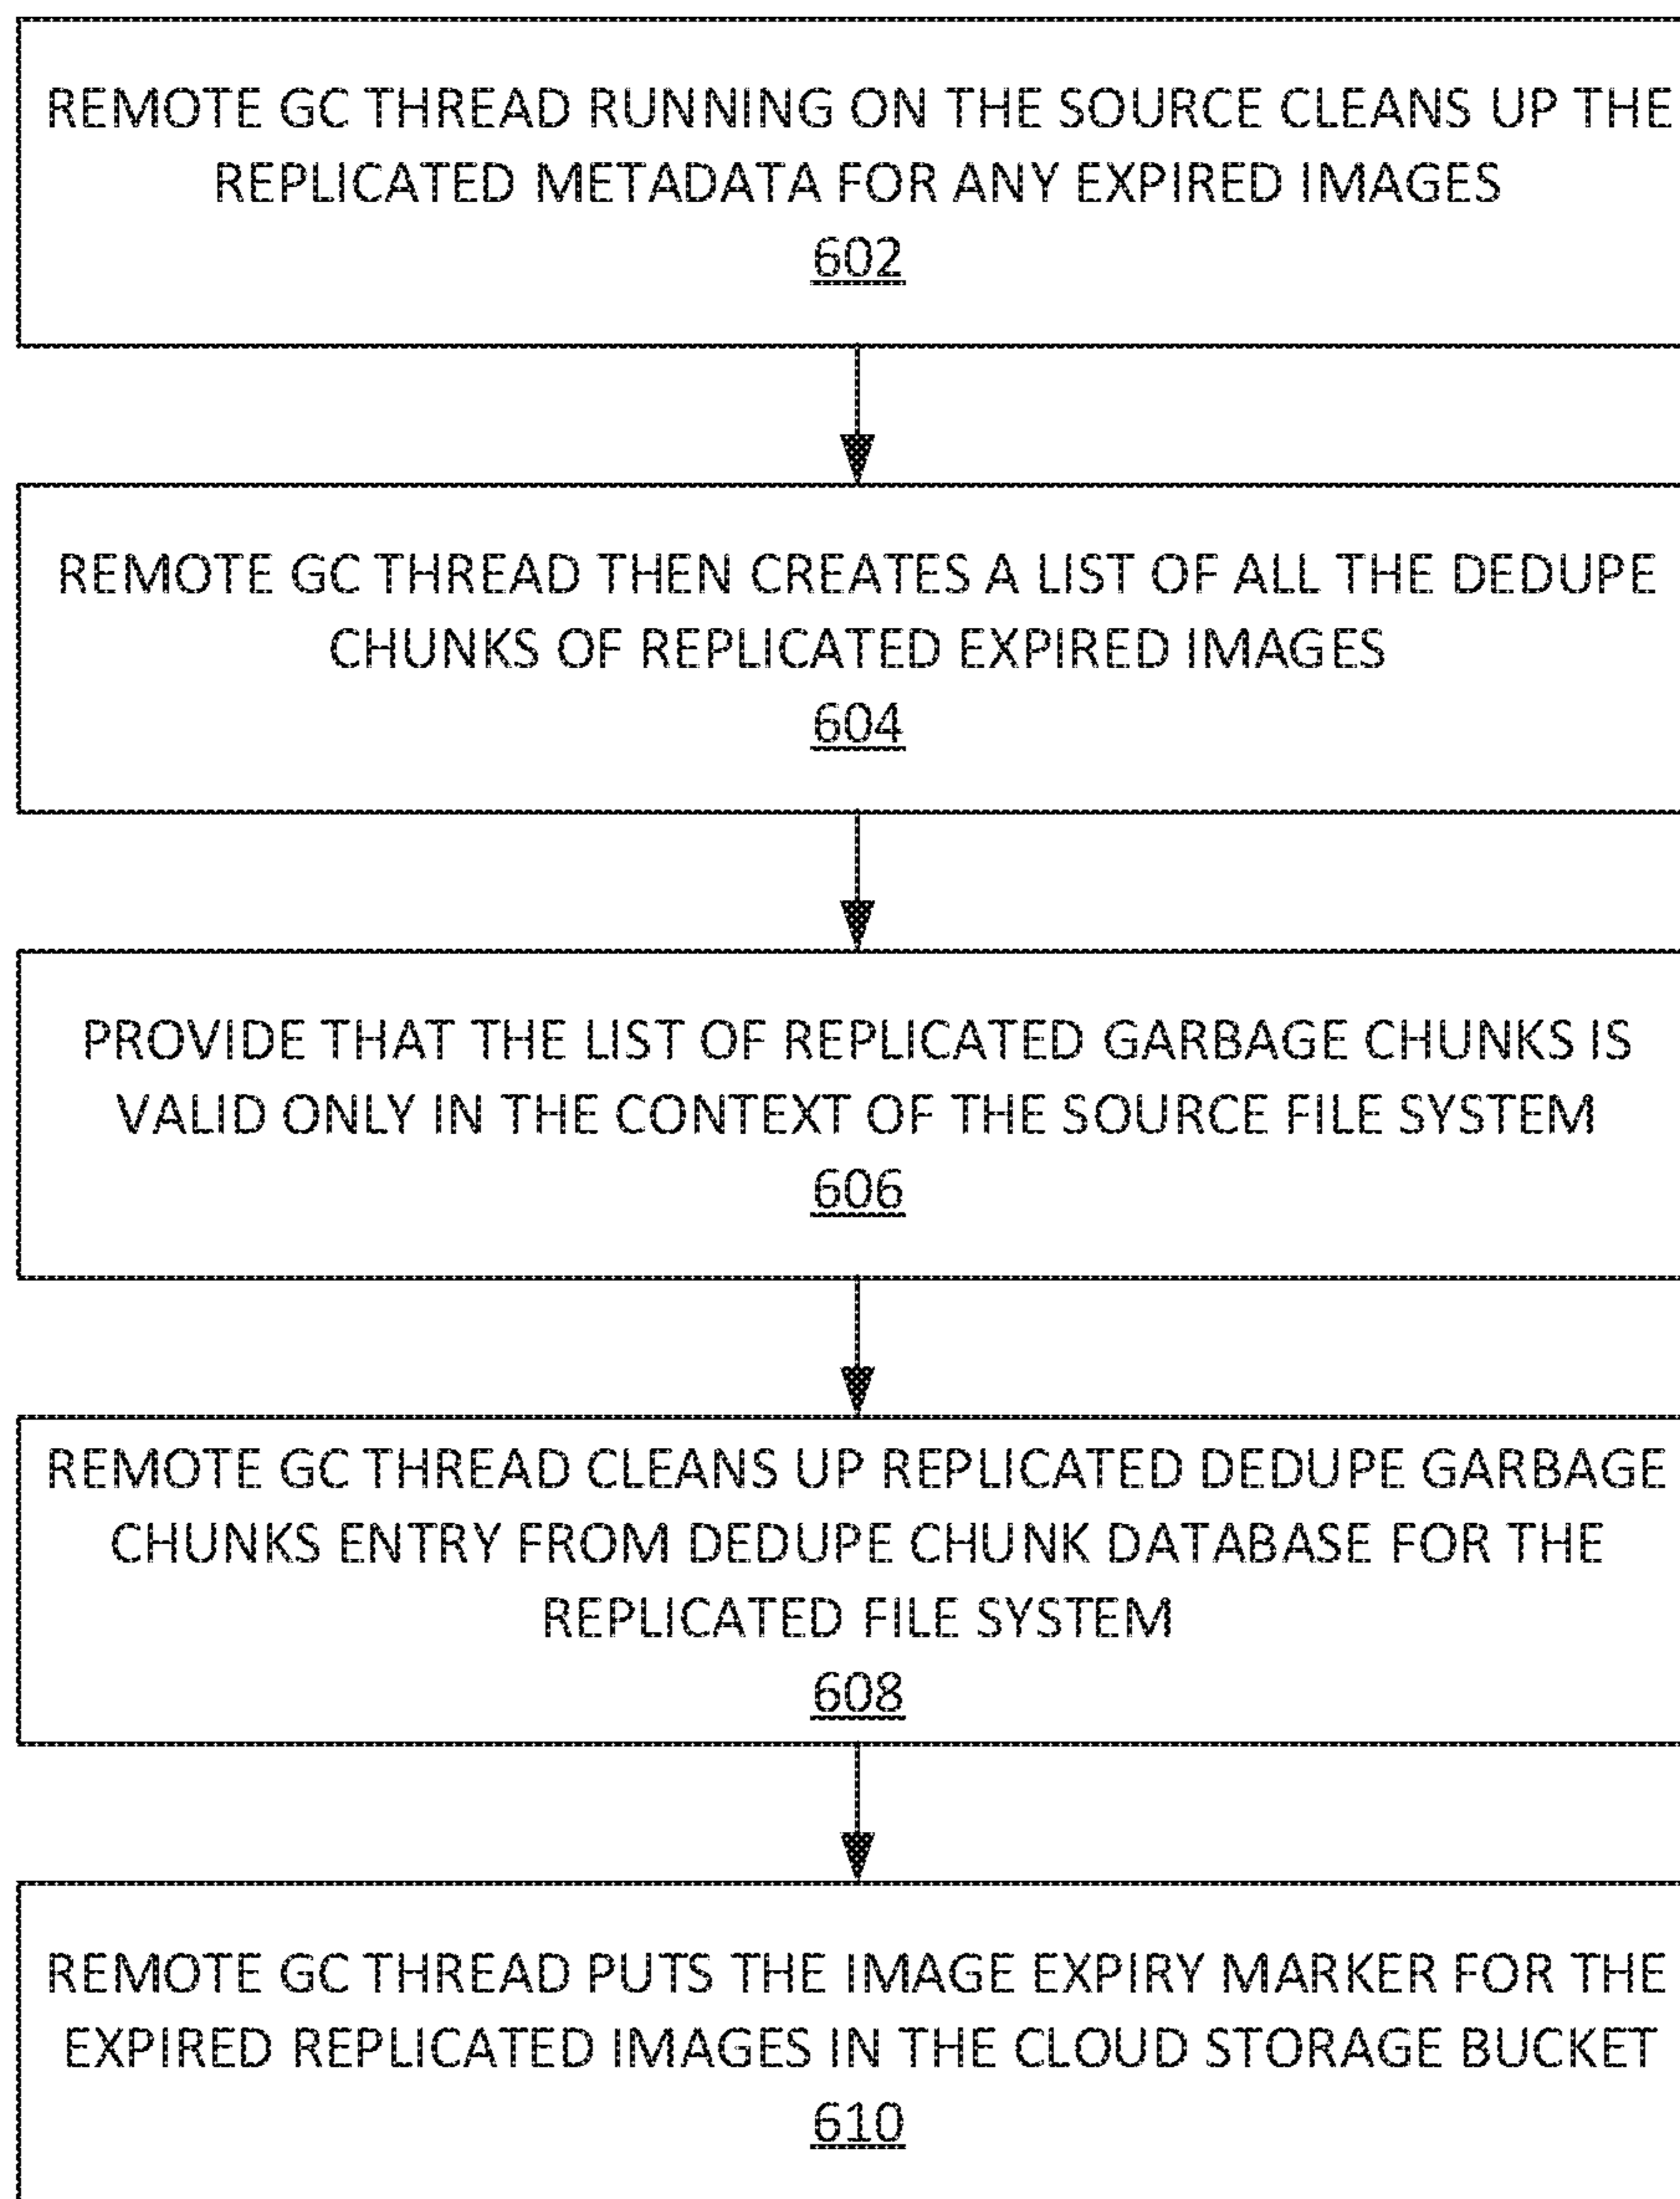 REMOTE GC THREAD RUNNING ON THE SOURCE CLEANS UP THE
REPLICATED METADATA FOR ANY EXPIRED IMAGES
602
REMOTE GC THREAD THEN CREATES A LIST OF ALL THE DEDUPE
CHUNKS OF REPLICATED EXPIRED IMAGES
604
PROVIDE THAT THE LIST OF REPLICATED GARBAGE CHUNKS IS
VALID ONLY IN THE CONTEXT OF THE SOURCE FILE SYSTEM
606
REMOTE GC THREAD CLEANS UP REPLICATED DEDUPE GARBAGE
CHUNKS ENTRY FROM DEDUPE CHUNK DATABASE FOR THE
REPLICATED FILE SYSTEM
608
REMOTE GC THREAD PUTS THE IMAGE EXPIRY MARKER FOR THE
EXPIRED REPLICATED IMAGES IN THE CLOUD STORAGE BUCKET
610